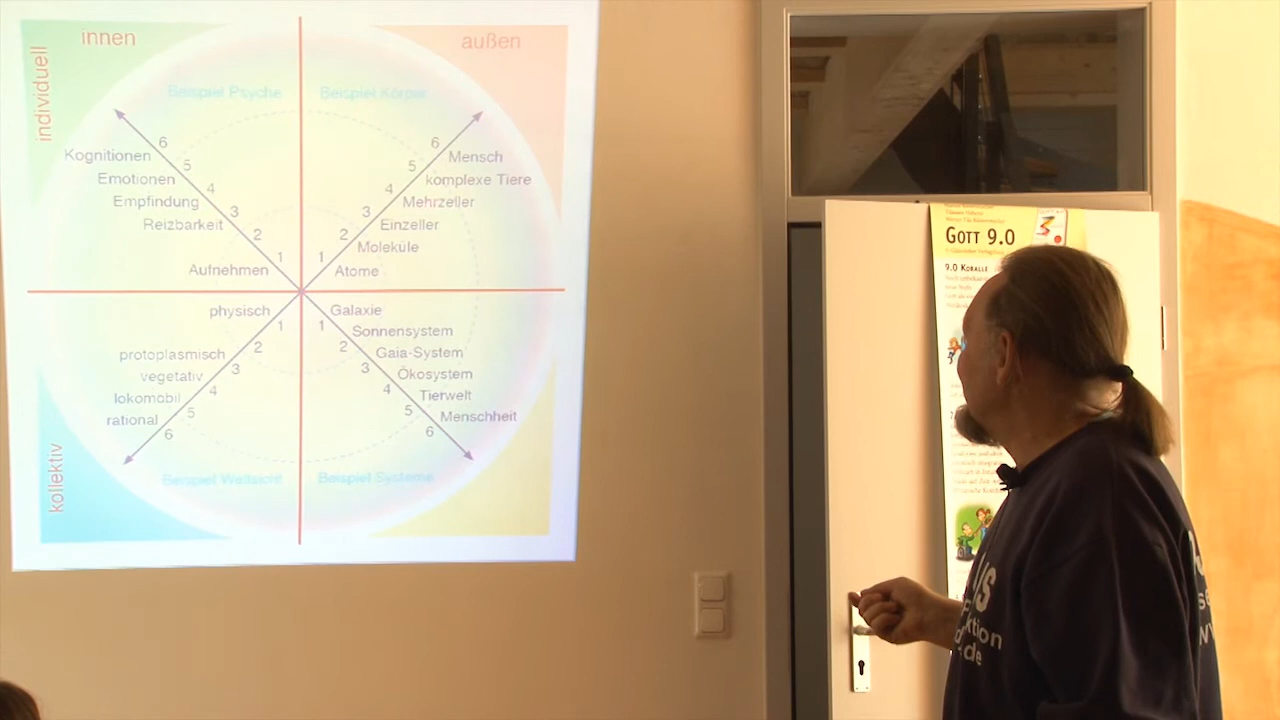 innen
außen
individuell
Beispiel Psyche
Beispiel Körper
6
5
4
3
2
1
Kognitionen
Emotionen
Empfindung
Reizbarkeit
Aufnehmen
6
5
4
3
2
1
Mensch
komplexe Tiere
Mehrzeller
Einzeller
Moleküle
Atome
physisch
protoplasmisch
vegetativ
lokomobil
rational
1
2
3
4
5
6
Galaxie
Sonnensystem
Gaia-System
Ökosystem
Tierwelt
Menschheit
1
2
3
4
5
6
kollektiv
Beispiel Weltsicht
Beispiel Systeme
GOTT 9.0
9.0 KORALLE